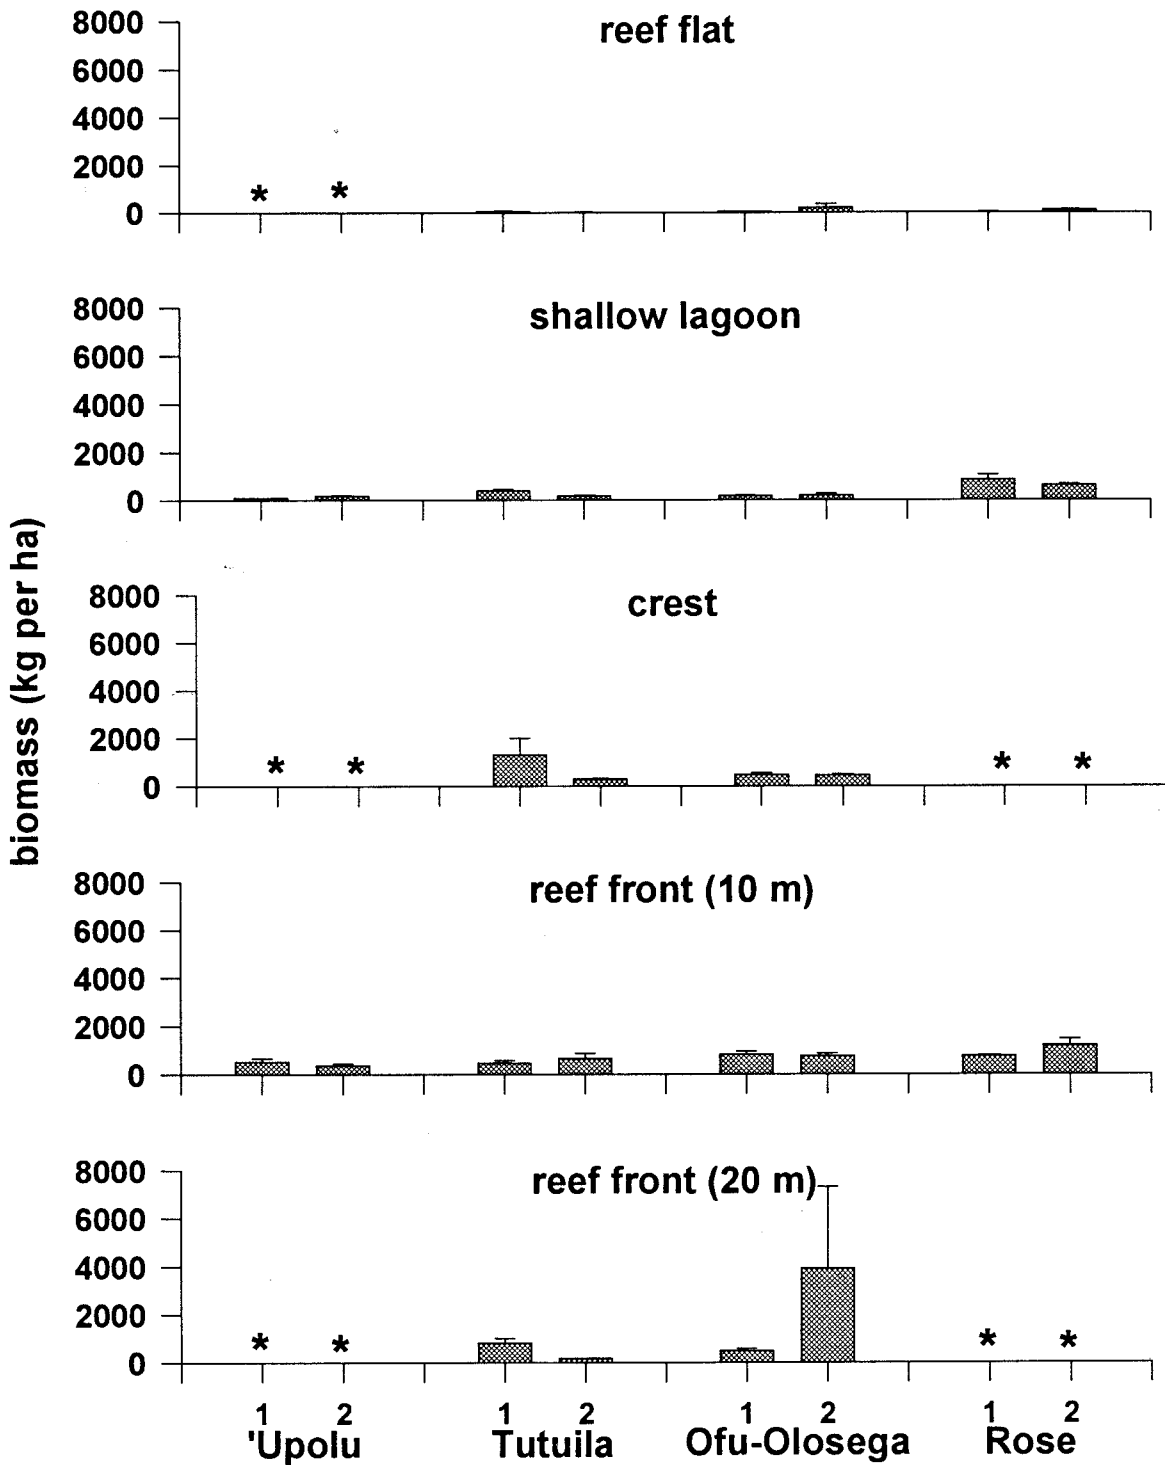 reef flat
8000
6000
4000
2000
0
* *
shallow lagoon
8000
6000
4000
2000
0
biomass (kg per ha)
crest
8000
6000
4000
2000
0
* * * *
reef front (10 m)
8000
6000
4000
2000
0
reef front (20 m)
8000
6000
4000
2000
0
* * * *
1 2 1 2 1 2 1 2
'Upolu Tutuila Ofu-Olosega Rose